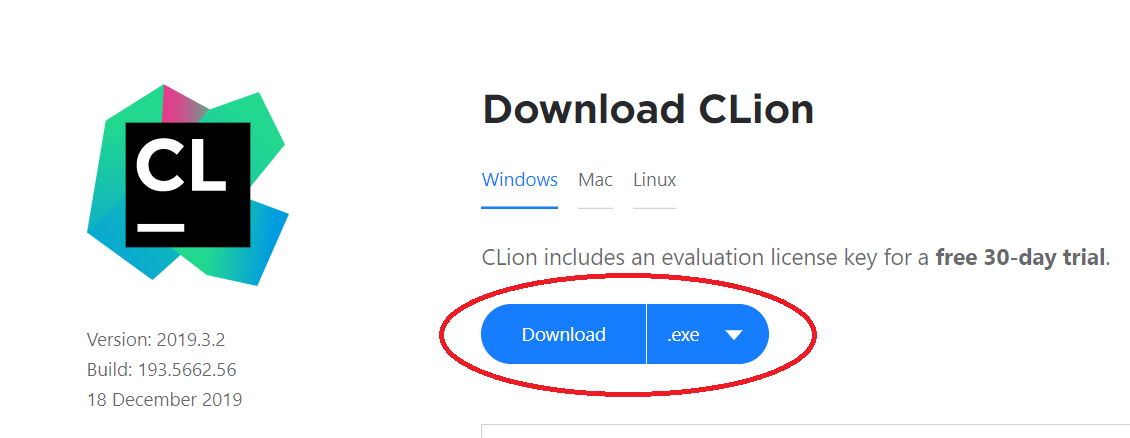 CL
Download CLion
Windows Mac Linux
CLion includes an evaluation license key for a free 30-day trial.
Download .exe
Version: 2019.3.2
Build: 193.5662.56
18 December 2019